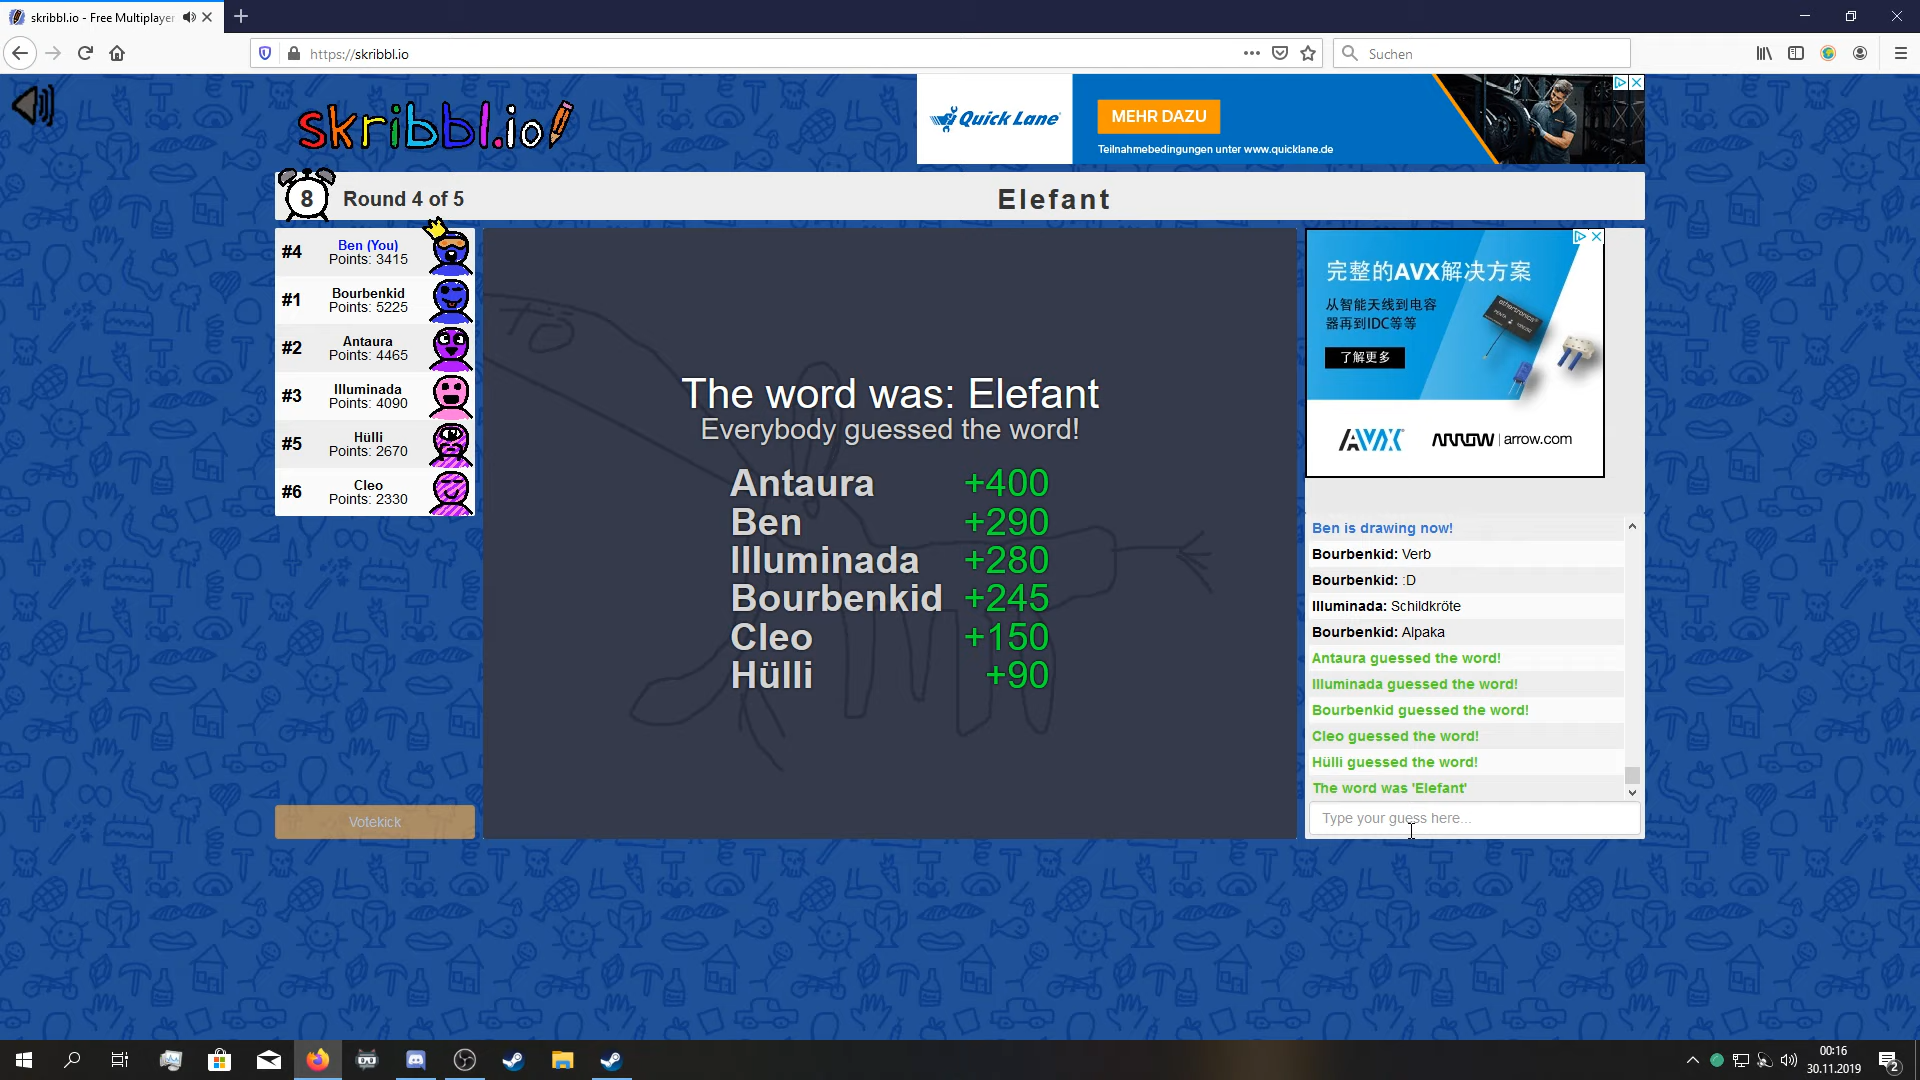 skribbl.io - Free Multiplayer
https://skribbl.io
Suchen
skribbl.io
Quick Lane
MEHR DAZU
Teilnahmebedingungen unter www.quicklane.de
8
Round 4 of 5
Elefant
#4
Ben (You)
Points: 3415
#1
Bourbenkid
Points: 5225
#2
Antaura
Points: 4465
#3
Illuminada
Points: 4090
#5
Hülli
Points: 2670
#6
Cleo
Points: 2330
Votekick
TÖ
The word was: Elefant
Everybody guessed the word!
Antaura +400
Ben +290
Illuminada +280
Bourbenkid +245
Cleo +150
Hülli +90
完整的AVX解决方案
从智能天线到电容
器再到IDC等等
了解更多
AVX
ARROW | arrow.com
Ben is drawing now!
Bourbenkid: Verb
Bourbenkid: :D
Illuminada: Schildkröte
Bourbenkid: Alpaka
Antaura guessed the word!
Illuminada guessed the word!
Bourbenkid guessed the word!
Cleo guessed the word!
Hülli guessed the word!
The word was 'Elefant'
Type your guess here...
00:16
30.11.2019
2